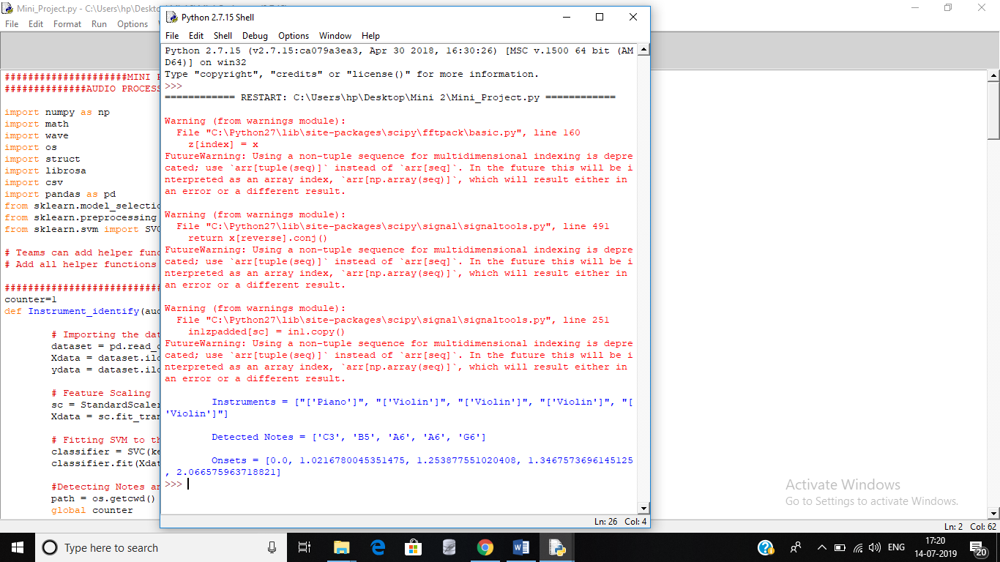 Mini_Project.py - C:\Users\hp\Deskto
File Edit Format Run Options
#####################MINI
##############AUDIO PROCESS
import numpy as np
import math
import wave
import os
import struct
import librosa
import csv
import pandas as pd
from sklearn.model_selectio
from sklearn.preprocessing
from sklearn.svm import SVC
# Teams can add helper func
# Add all helper functions
###########################
counter=1
def Instrument_identify(aud
# Importing the dat
dataset = pd.read_c
Xdata = dataset.ilo
ydata = dataset.ilo
# Feature Scaling
sc = StandardScaler
Xdata = sc.fit_tran
# Fitting SVM to th
classifier = SVC(ke
classifier.fit(Xdat
#Detecting Notes an
path = os.getcwd()
global counter
Python 2.7.15 Shell
File Edit Shell Debug Options Window Help
Python 2.7.15 (v2.7.15:ca079a3ea3, Apr 30 2018, 16:30:26) [MSC v.1500 64 bit (AM
D64)] on win32
Type "copyright", "credits" or "license()" for more information.
>>>
============ RESTART: C:\Users\hp\Desktop\Mini 2\Mini_Project.py ============
Warning (from warnings module):
File "C:\Python27\lib\site-packages\scipy\fftpack\basic.py", line 160
z[index] = x
FutureWarning: Using a non-tuple sequence for multidimensional indexing is depre
cated; use `arr[tuple(seq)]` instead of `arr[seq]`. In the future this will be i
nterpreted as an array index, `arr[np.array(seq)]`, which will result either in
an error or a different result.
Warning (from warnings module):
File "C:\Python27\lib\site-packages\scipy\signal\signaltools.py", line 491
return x[reverse].conj()
FutureWarning: Using a non-tuple sequence for multidimensional indexing is depre
cated; use `arr[tuple(seq)]` instead of `arr[seq]`. In the future this will be i
nterpreted as an array index, `arr[np.array(seq)]`, which will result either in
an error or a different result.
Warning (from warnings module):
File "C:\Python27\lib\site-packages\scipy\signal\signaltools.py", line 251
in1zpadded[sc] = in1.copy()
FutureWarning: Using a non-tuple sequence for multidimensional indexing is depre
cated; use `arr[tuple(seq)]` instead of `arr[seq]`. In the future this will be i
nterpreted as an array index, `arr[np.array(seq)]`, which will result either in
an error or a different result.
Instruments = ["['Piano']", "['Violin']", "['Violin']", "['Violin']", "[
'Violin']"]
Detected Notes = ['C3', 'B5', 'A6', 'A6', 'G6']
Onsets = [0.0, 1.0216780045351475, 1.253877551020408, 1.3467573696145125
, 2.066575963718821]
>>>
Ln: 26 Col: 4
Activate Windows
Go to Settings to activate Windows.
Ln: 2 Col: 62
Type here to search
ENG
17:20
14-07-2019
20